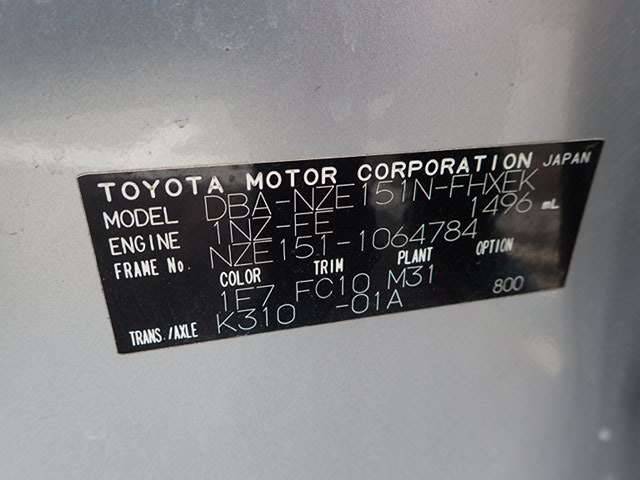 TOYOTA MOTOR CORPORATION JAPAN
MODEL DBA-NZE151N-FHXEK
ENGINE 1NZ-FE 1496 mL
FRAME No. NZE151-1064784
COLOR TRIM PLANT OPTION
1F7 FC10 M31 800
TRANS./AXLE K310 -01A